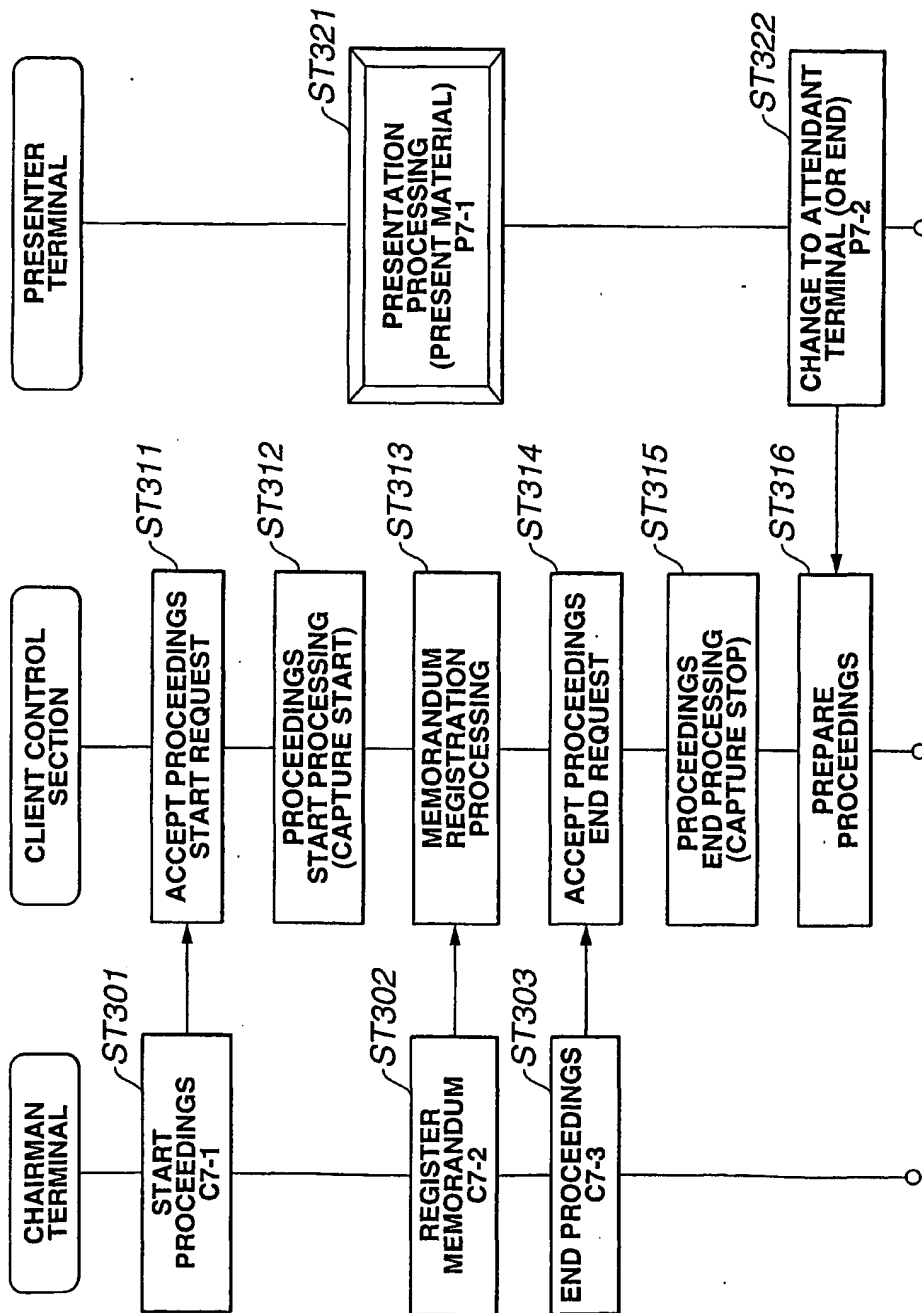 CHAIRMAN
TERMINAL
ST301
START
PROCEEDINGS
C7-1
ST302
REGISTER
MEMORANDUM
C7-2
ST303
END PROCEEDINGS
C7-3
CLIENT CONTROL
SECTION
ST311
ACCEPT PROCEEDINGS
START REQUEST
ST312
PROCEEDINGS
START PROCESSING
(CAPTURE START)
ST313
MEMORANDUM
REGISTRATION
PROCESSING
ST314
ACCEPT PROCEEDINGS
END REQUEST
ST315
PROCEEDINGS
END PROCESSING
(CAPTURE STOP)
ST316
PREPARE
PROCEEDINGS
PRESENTER
TERMINAL
ST321
PRESENTATION
PROCESSING
(PRESENT MATERIAL)
P7-1
ST322
CHANGE TO ATTENDANT
TERMINAL (OR END)
P7-2